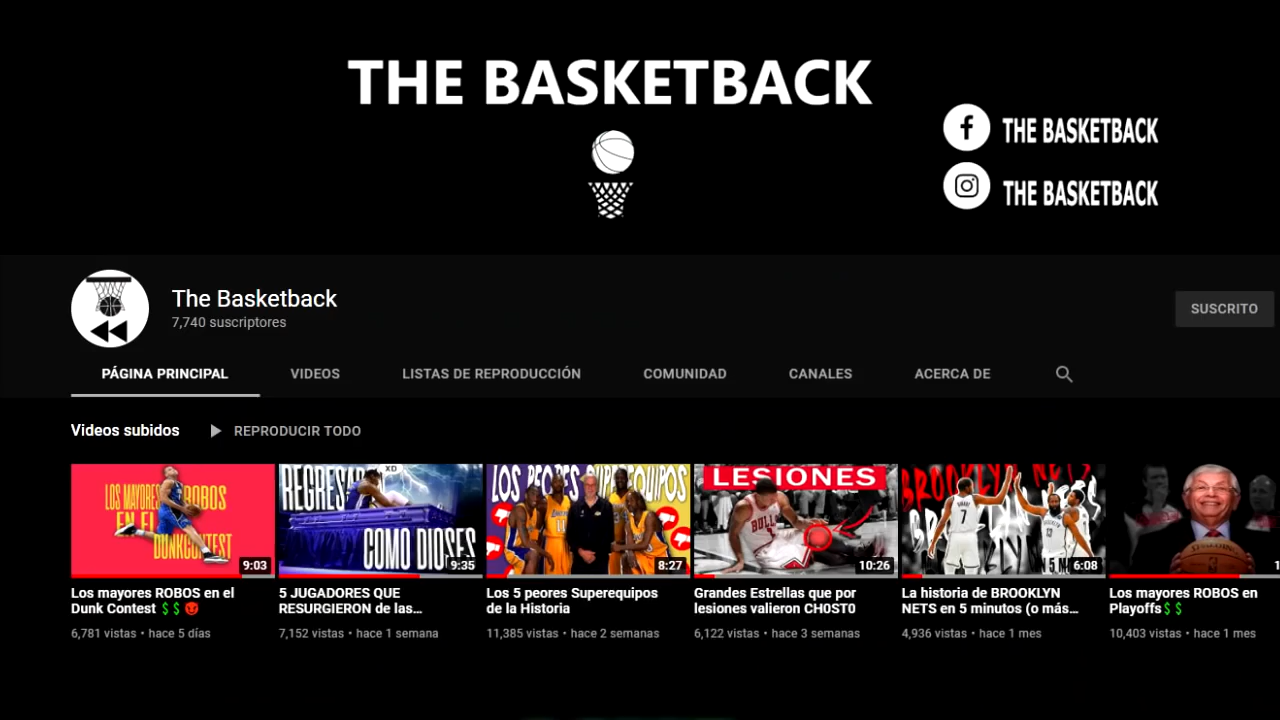 THE BASKETBACK
THE BASKETBACK
THE BASKETBACK
The Basketback
7,740 suscriptores
SUSCRITO
PÁGINA PRINCIPAL
VIDEOS
LISTAS DE REPRODUCCIÓN
COMUNIDAD
CANALES
ACERCA DE
Videos subidos
REPRODUCIR TODO
LOS MAYORES ROBOS
EN EL
DUNK CONTEST
9:03
XD
COMO DIOSES
9:35
LOS PEORES SUPEREQUIPOS
8:27
LESIONES
BULLS
10:26
BROOKLYN NETS
7
13
6:08
Los mayores ROBOS en el
Dunk Contest 💲💲😈
6,781 vistas • hace 5 días
5 JUGADORES QUE
RESURGIERON de las...
7,152 vistas • hace 1 semana
Los 5 peores Superequipos
de la Historia
11,385 vistas • hace 2 semanas
Grandes Estrellas que por
lesiones valieron CH0ST0
6,122 vistas • hace 3 semanas
La historia de BROOKLYN
NETS en 5 minutos (o más...
4,936 vistas • hace 1 mes
Los mayores ROBOS en
Playoffs💲💲
10,403 vistas • hace 1 mes